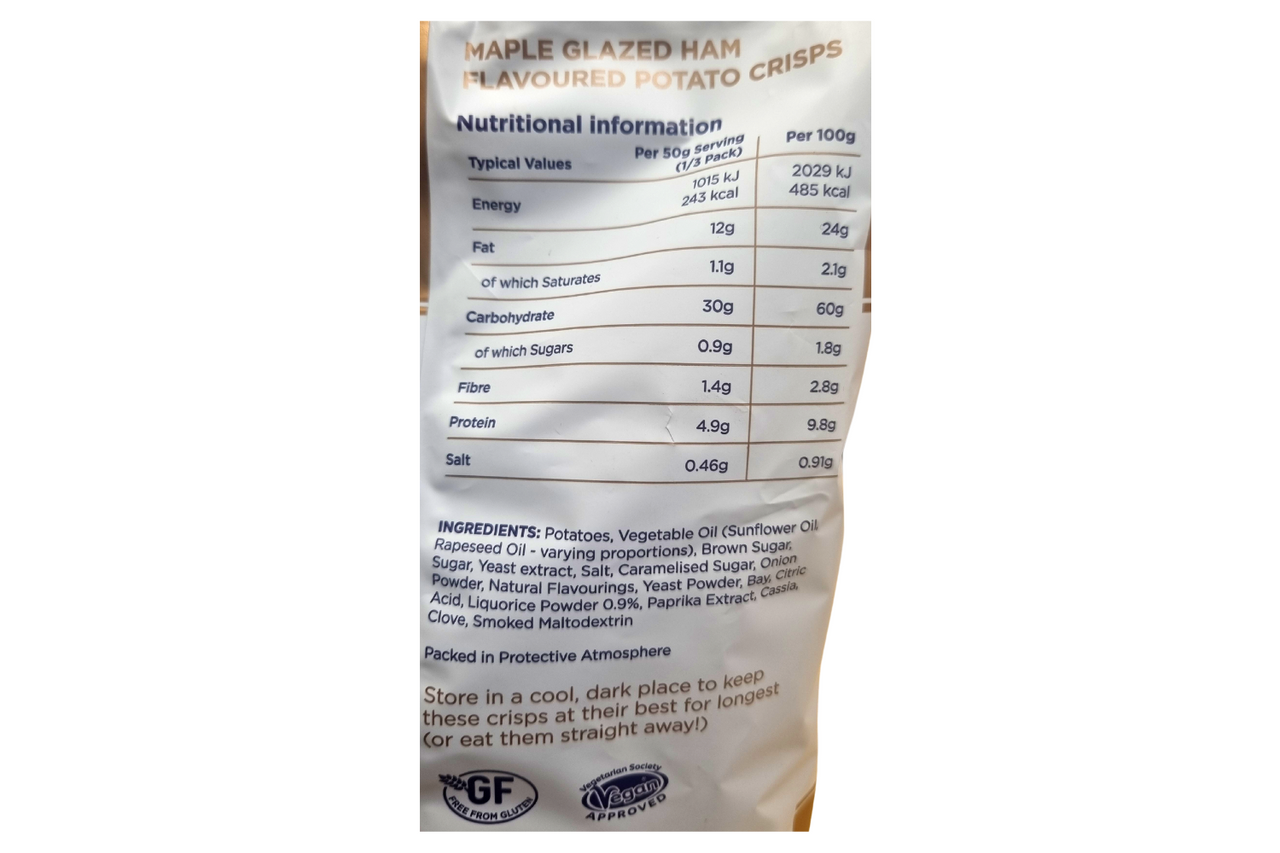 MAPLE GLAZED HAM
FLAVOURED POTATO CRISPS
Nutritional information
Typical Values Per 50g Serving (1/3 Pack) Per 100g
Energy 1015 kJ 243 kcal 2029 kJ 485 kcal
Fat 12g 24g
of which Saturates 1.1g 2.1g
Carbohydrate 30g 60g
of which Sugars 0.9g 1.8g
Fibre 1.4g 2.8g
Protein 4.9g 9.8g
Salt 0.46g 0.91g
INGREDIENTS: Potatoes, Vegetable Oil (Sunflower Oil,
Rapeseed Oil - varying proportions), Brown Sugar,
Sugar, Yeast extract, Salt, Caramelised Sugar, Onion
Powder, Natural Flavourings, Yeast Powder, Bay, Citric
Acid, Liquorice Powder 0.9%, Paprika Extract, Cassia,
Clove, Smoked Maltodextrin
Packed in Protective Atmosphere
Store in a cool, dark place to keep
these crisps at their best for longest
(or eat them straight away!)
GF
FREE FROM GLUTEN
Vegetarian Society
Vegan
APPROVED